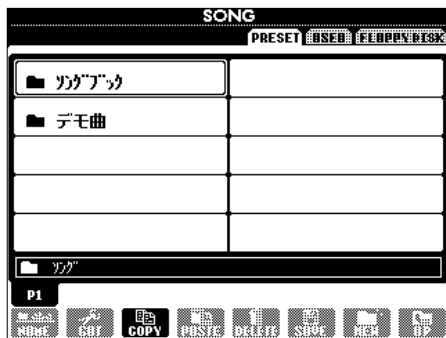 SONG
PRESET USER FLOPPY DISK
ソングブック
デモ曲
ソング
P1
NAME CUT COPY PASTE DELETE SAVE NEW UP